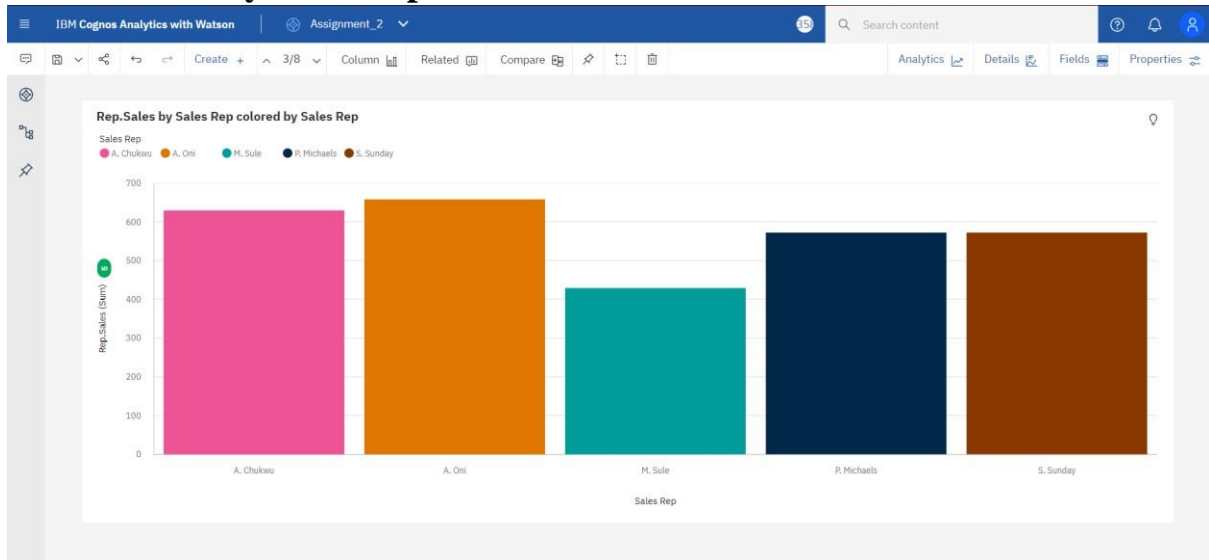 IBM Cognos Analytics with Watson
Assignment_2
Search content
Create + 3/8 Column Related Compare
Analytics Details Fields Properties
Rep.Sales by Sales Rep colored by Sales Rep
Sales Rep
A. Chukwu A. Oni M. Sule P. Michaels S. Sunday
700
600
500
400
300
200
100
0
Rep.Sales (Sum)
A. Chukwu A. Oni M. Sule P. Michaels S. Sunday
Sales Rep